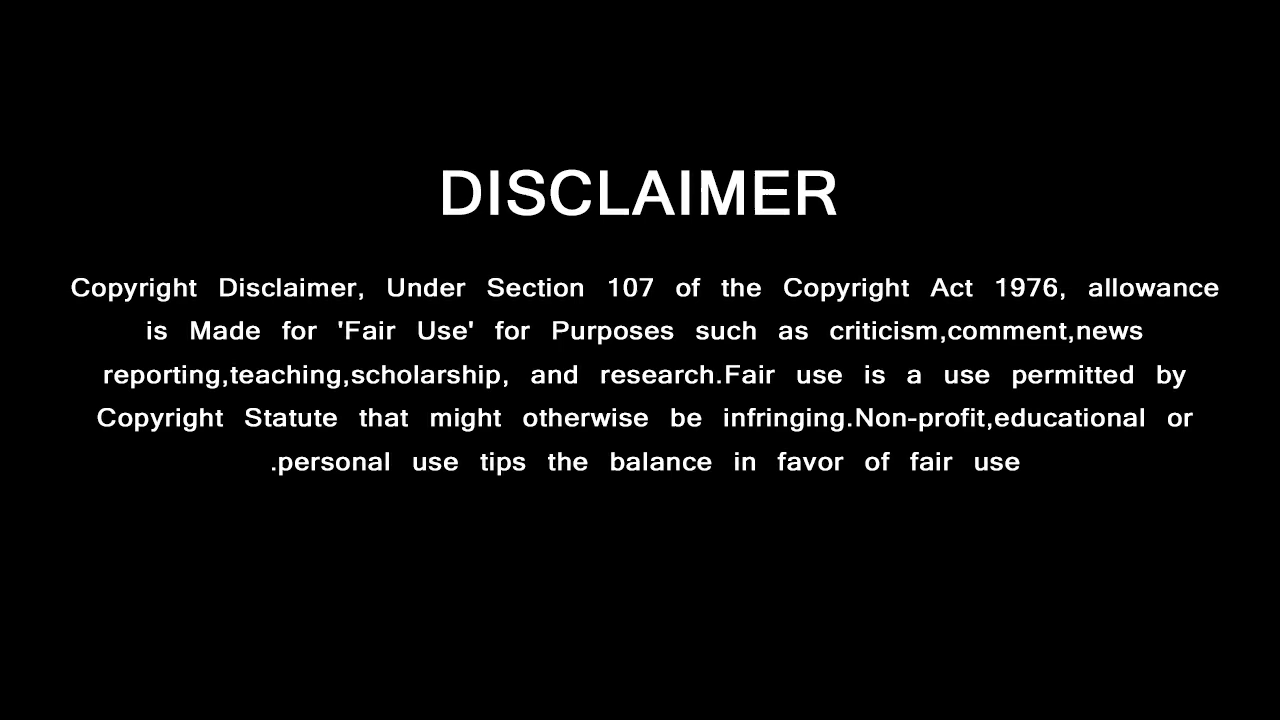 DISCLAIMER
Copyright Disclaimer, Under Section 107 of the Copyright Act 1976, allowance
is Made for 'Fair Use' for Purposes such as criticism,comment,news
reporting,teaching,scholarship, and research.Fair use is a use permitted by
Copyright Statute that might otherwise be infringing.Non-profit,educational or
.personal use tips the balance in favor of fair use